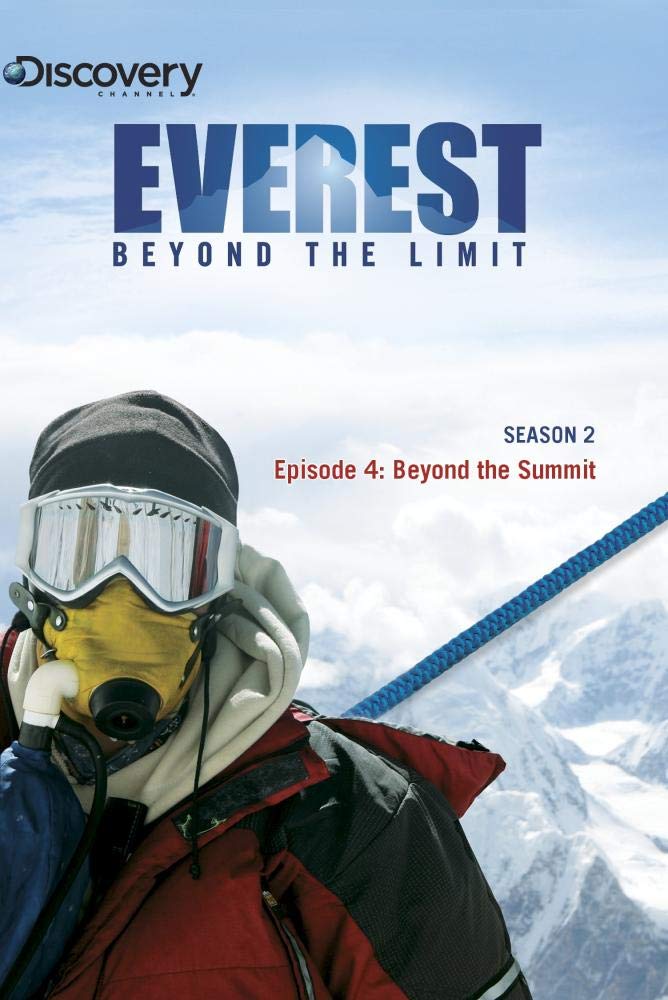 Discovery
CHANNEL
EVEREST
BEYOND THE LIMIT
SEASON 2
Episode 4: Beyond the Summit